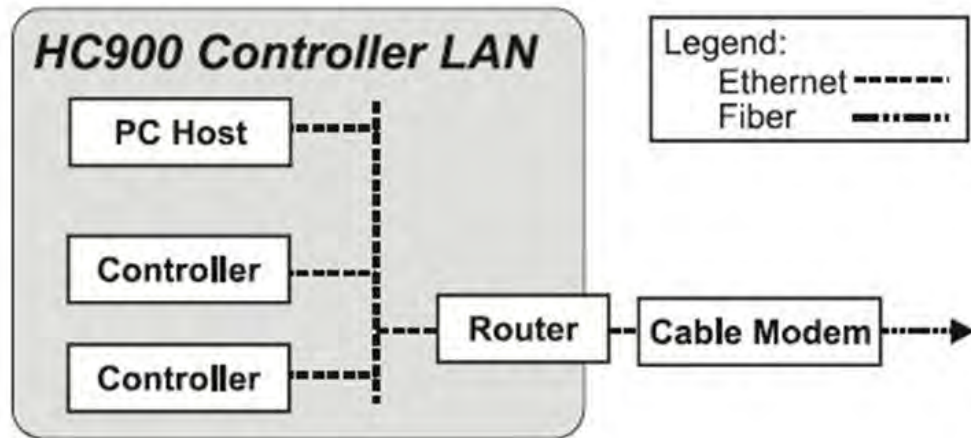 HC900 Controller LAN
Legend:
Ethernet
Fiber
PC Host
Controller
Controller
Router
Cable Modem